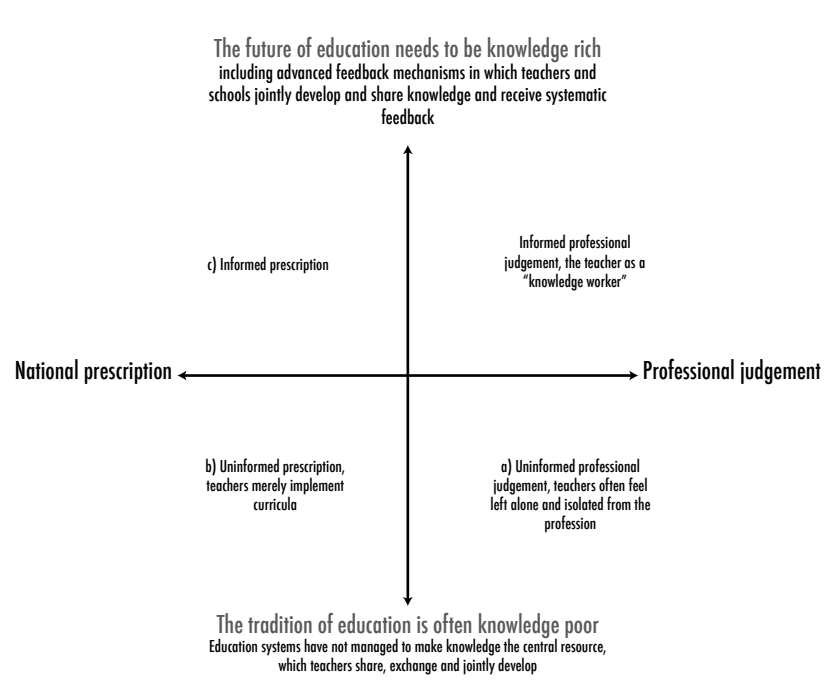 The future of education needs to be knowledge rich
including advanced feedback mechanisms in which teachers and
schools jointly develop and share knowledge and receive systematic
feedback
c) Informed prescription
Informed professional
judgement, the teacher as a
“knowledge worker”
National prescription
Professional judgement
b) Uninformed prescription,
teachers merely implement
curricula
a) Uninformed professional
judgement, teachers often feel
left alone and isolated from the
profession
The tradition of education is often knowledge poor
Education systems have not managed to make knowledge the central resource,
which teachers share, exchange and jointly develop